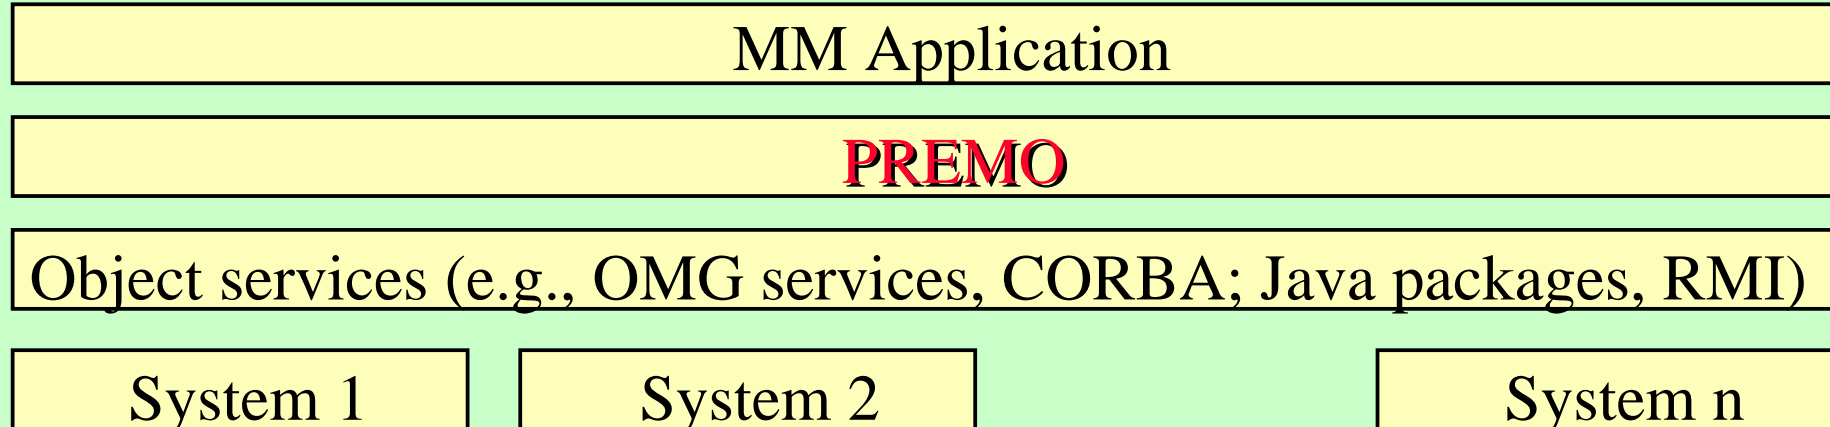 MM Application
PREMO
Object services (e.g., OMG services, CORBA; Java packages, RMI)
System 1 System 2 System n